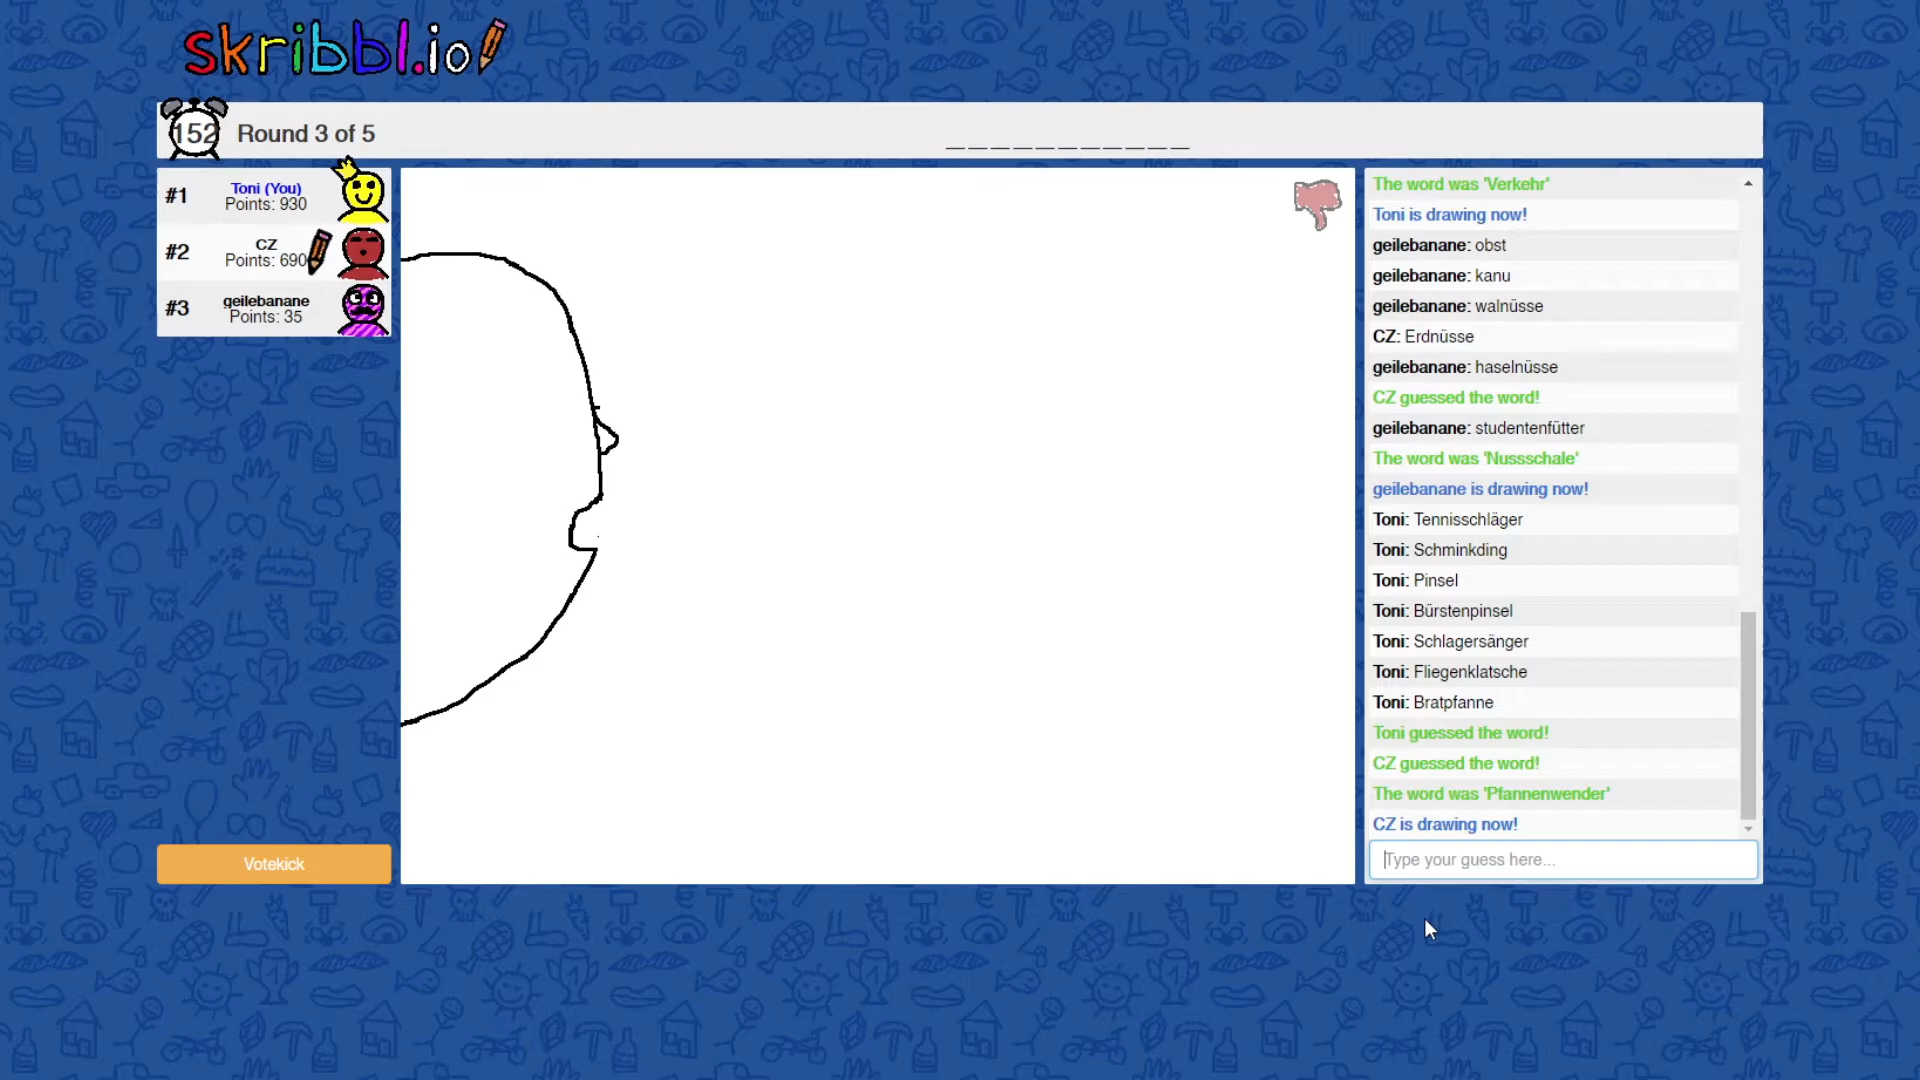 skribbl.io
152
Round 3 of 5
___________
#1
Toni (You)
Points: 930
#2
CZ
Points: 690
#3
geilebanane
Points: 35
Votekick
The word was 'Verkehr'
Toni is drawing now!
geilebanane: obst
geilebanane: kanu
geilebanane: walnüsse
CZ: Erdnüsse
geilebanane: haselnüsse
CZ guessed the word!
geilebanane: studentenfütter
The word was 'Nussschale'
geilebanane is drawing now!
Toni: Tennisschläger
Toni: Schminkding
Toni: Pinsel
Toni: Bürstenpinsel
Toni: Schlagersänger
Toni: Fliegenklatsche
Toni: Bratpfanne
Toni guessed the word!
CZ guessed the word!
The word was 'Pfannenwender'
CZ is drawing now!
Type your guess here...